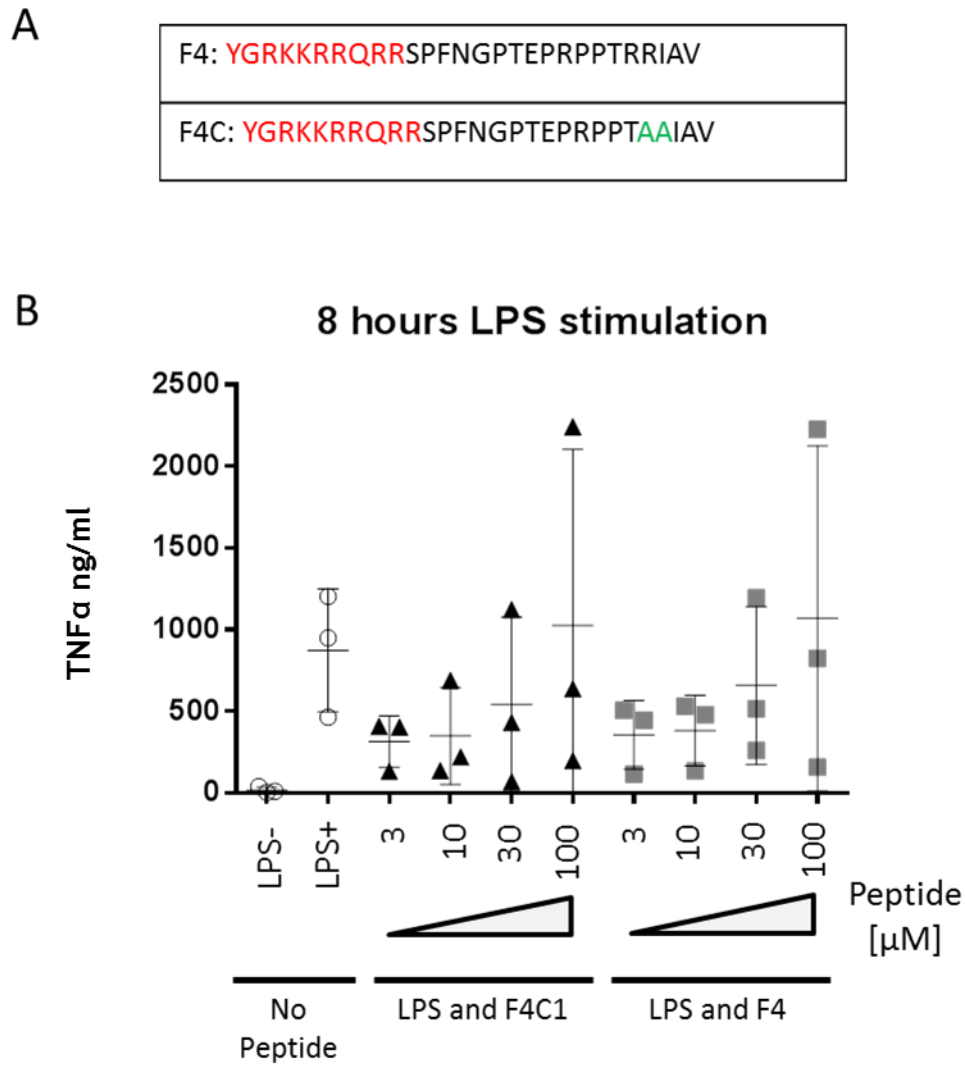 A
F4: YGRKKRRQRRSPFNGPTEPRPPTRRIAV
F4C: YGRKKRRQRRSPFNGPTEPRPPTAAIAV
B
8 hours LPS stimulation
TNFα ng/ml
2500
2000
1500
1000
500
0
LPS-
LPS+
3
10
30
100
3
10
30
100
Peptide
[µM]
No
Peptide
LPS and F4C1
LPS and F4